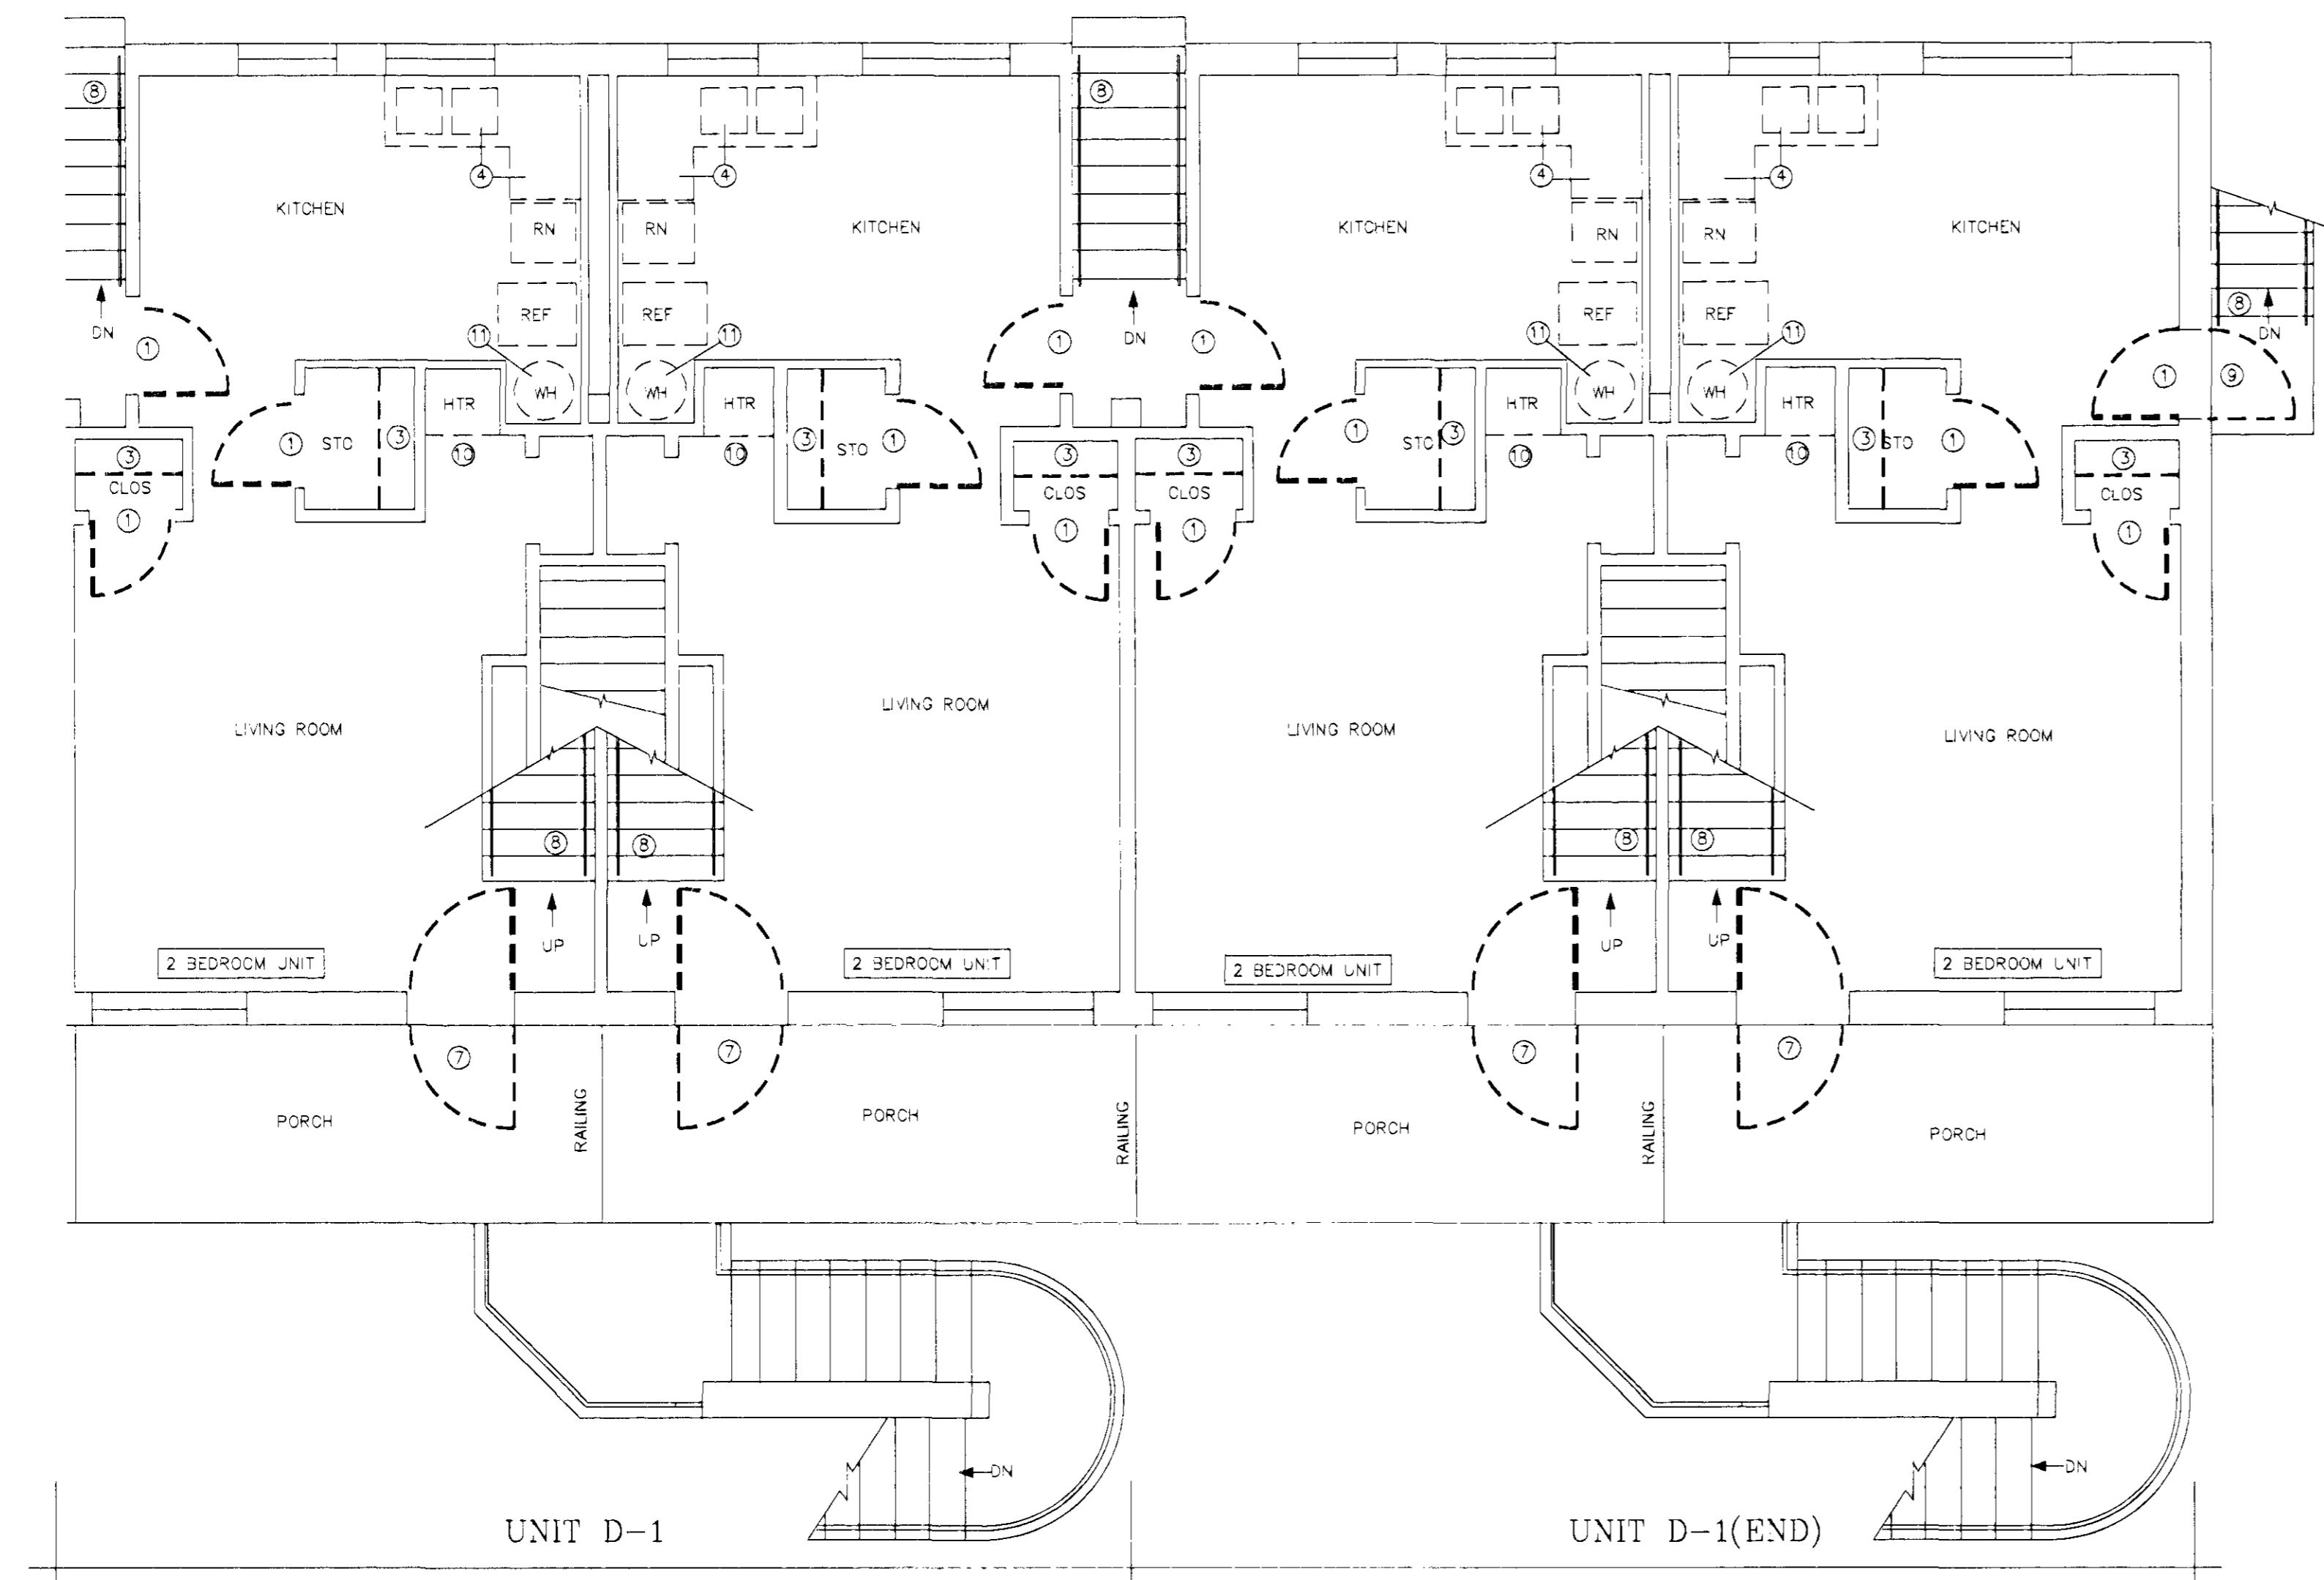 8 8
4 4 4 4
KITCHEN KITCHEN KITCHEN KITCHEN
RN RN RN RN
REF REF REF REF
8
DN DN DN
11 11 11 11
1 1 1 1 9
WH WH WH WH
HTR HTR HTR HTR
1 STO 3 3 STO 1 1 STO 3 3 STO 1
10 10 10 10
3 3 3 3
CLOS CLOS CLOS CLOS
1 1 1 1
LIVING ROOM LIVING ROOM LIVING ROOM LIVING ROOM
8 8 8 8
UP UP UP UP
2 BEDROOM UNIT 2 BEDROOM UNIT 2 BEDROOM UNIT 2 BEDROOM UNIT
7 7 7 7
PORCH PORCH PORCH PORCH
RAILING RAILING RAILING
DN DN
UNIT D-1 UNIT D-1(END)